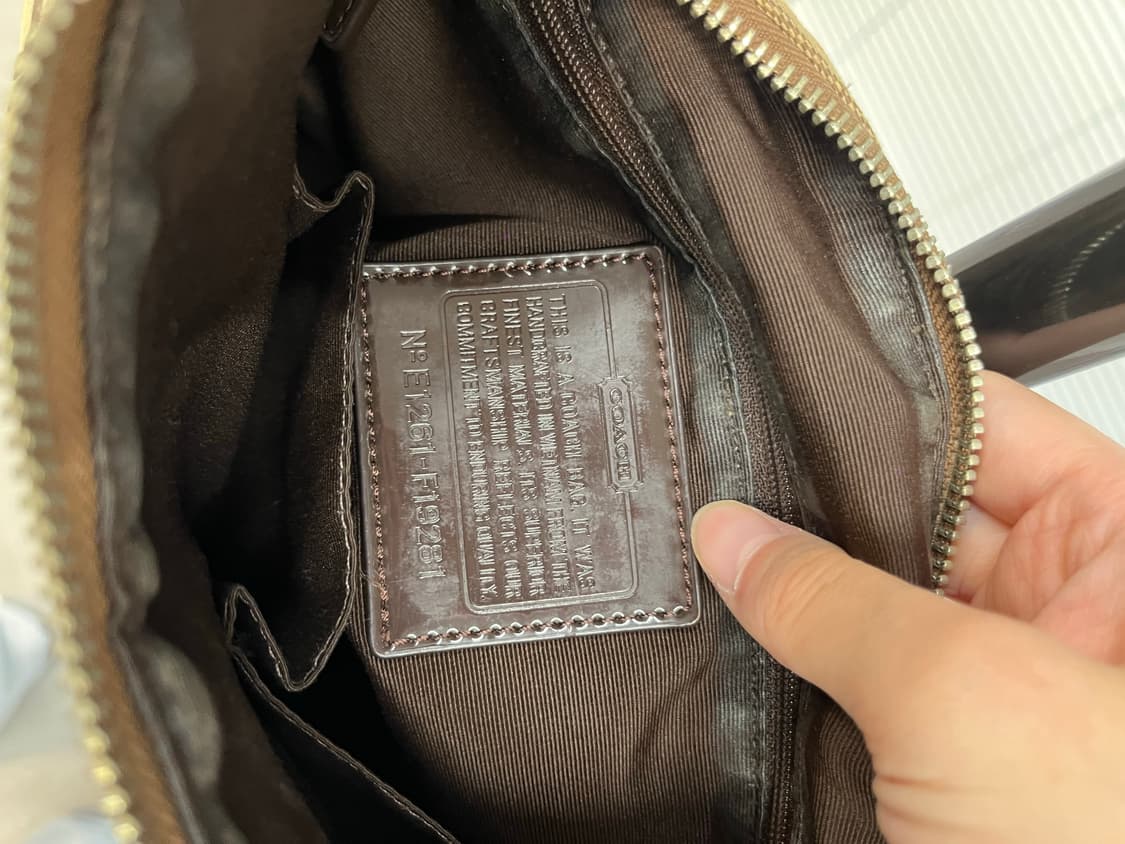 COACH
THIS IS A COACH BAG. IT WAS
HANDCRAFTED IN VIETNAM FROM THE
FINEST MATERIALS. ITS SUPERIOR
CRAFTSMANSHIP REFLECTS OUR
COMMITMENT TO ENDURING QUALITY.
Nº E1261-F19281